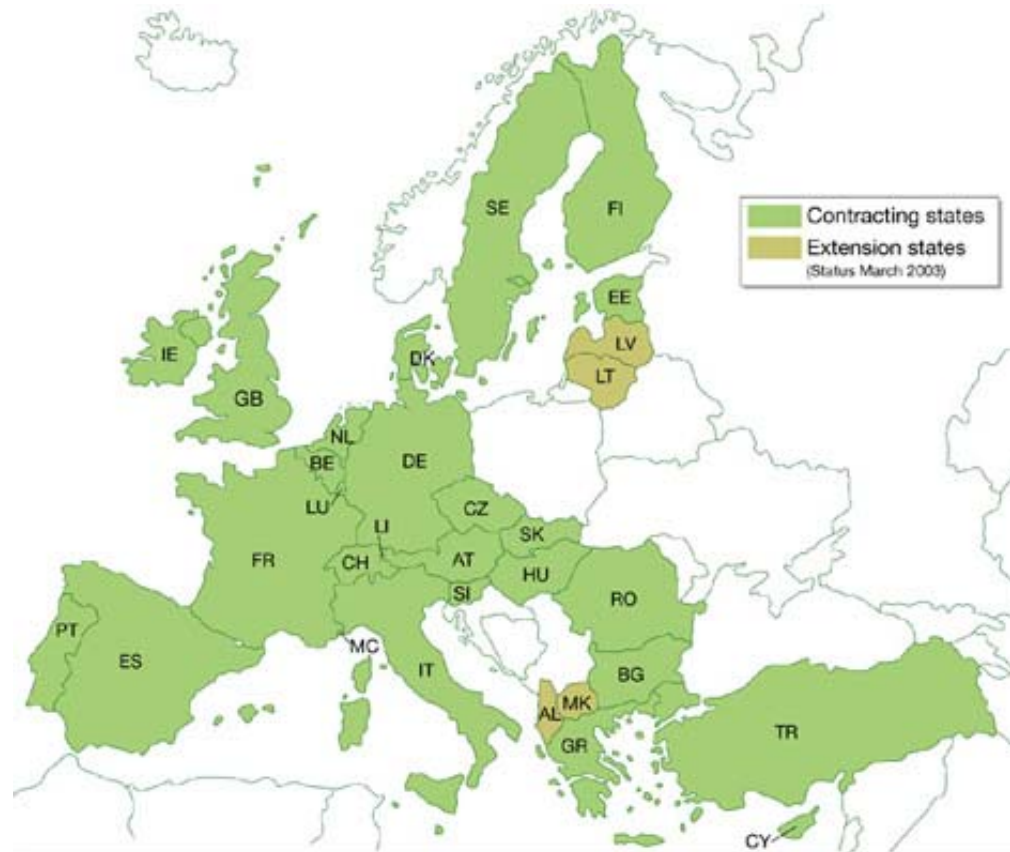 SE
FI
Contracting states
Extension states
(Status March 2003)
EE
LV
LT
IE
DK
GB
NL
BE
DE
LU
CZ
LI
SK
FR
CH
AT
HU
SI
RO
PT
ES
MC
IT
BG
AL
MK
GR
TR
CY